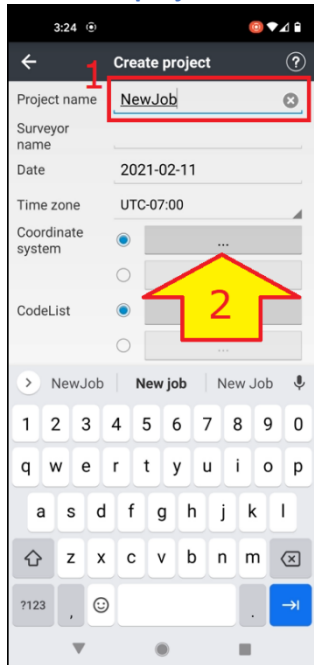 3:24
Create project ?
1
Project name NewJob
Surveyor
name
Date 2021-02-11
Time zone UTC-07:00
Coordinate
system ...
2
CodeList
...
NewJob New job New Job
1 2 3 4 5 6 7 8 9 0
q w e r t y u i o p
a s d f g h j k l
z x c v b n m
?123 , .